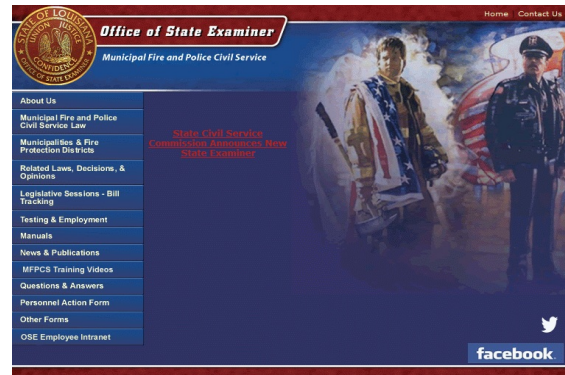 STATE OF LOUISIANA
UNION JUSTICE
CONFIDENCE
OFFICE OF STATE EXAMINER
Office of State Examiner
Municipal Fire and Police Civil Service
Home Contact Us
About Us
Municipal Fire and Police
Civil Service Law
Municipalities & Fire
Protection Districts
Related Laws, Decisions, &
Opinions
Legislative Sessions - Bill
Tracking
Testing & Employment
Manuals
News & Publications
MFPCS Training Videos
Questions & Answers
Personnel Action Form
Other Forms
OSE Employee Intranet
State Civil Service
Commission Announces New
State Examiner
facebook.